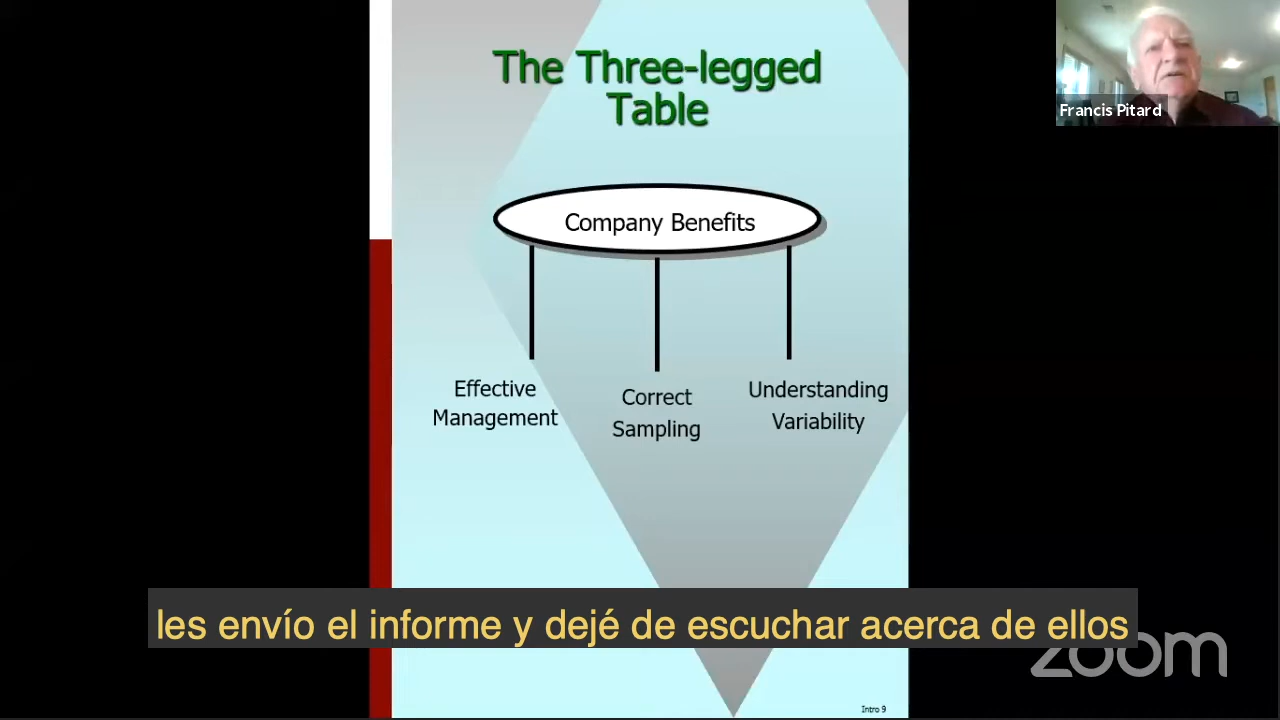 The Three-legged
Table
Francis Pitard
Company Benefits
Effective
Management
Correct
Sampling
Understanding
Variability
les envío el informe y dejé de escuchar acerca de ellos
zoom
Intro 9